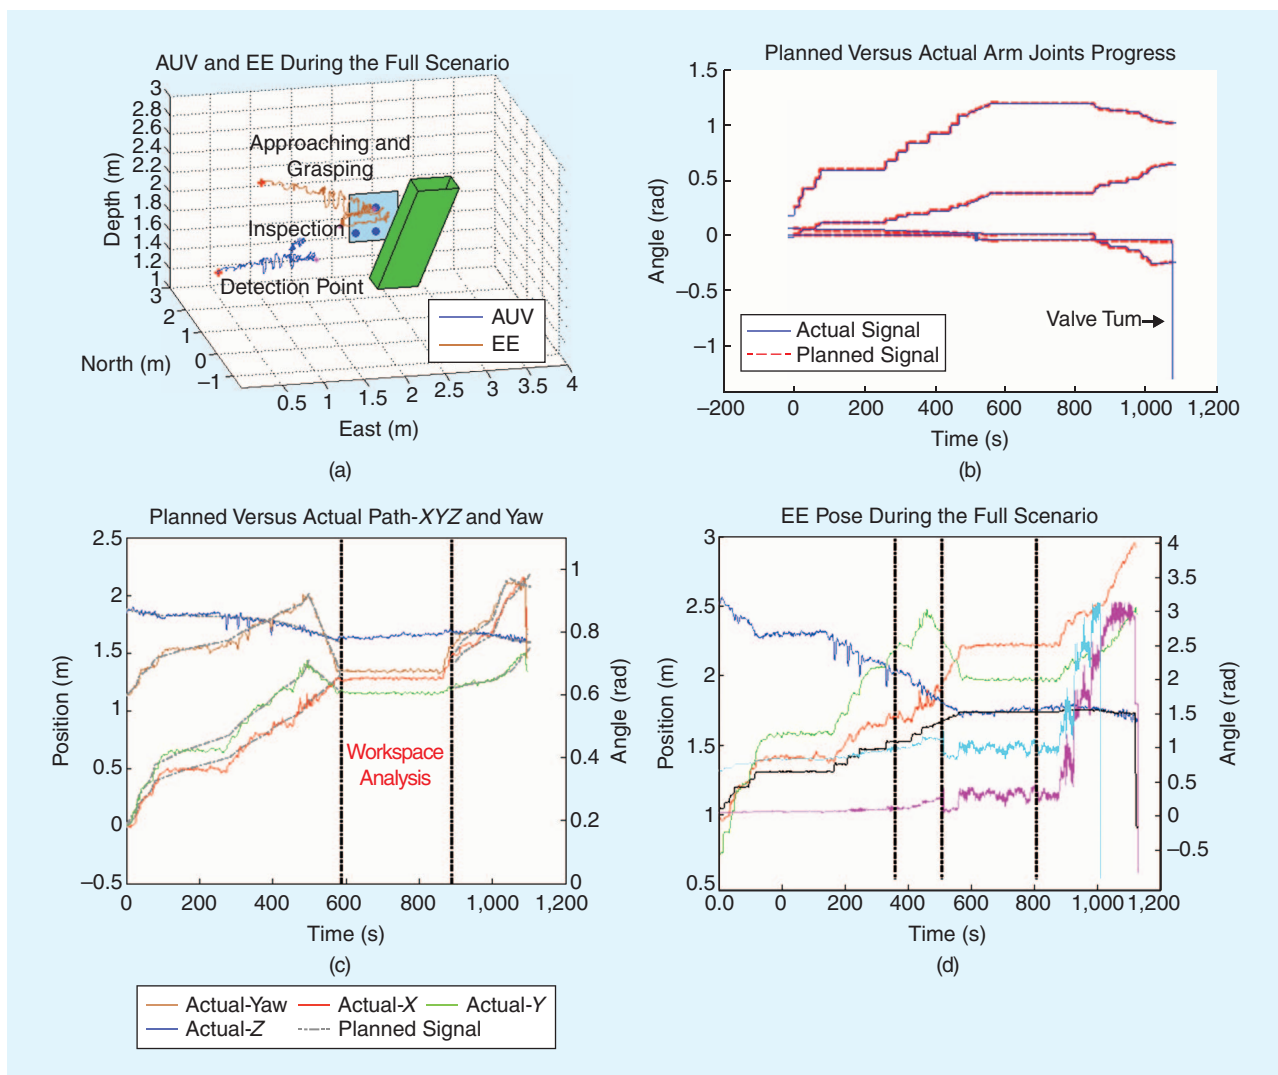 AUV and EE During the Full Scenario
3
2.8
2.6
2.4
2.2
2
1.8
1.6
1.4
1.2
1
Depth (m)
3
2
1
0
−1
North (m)
0.5 1 1.5 2 2.5 3 3.5 4
East (m)
Approaching and
Grasping
Inspection
Detection Point
AUV
EE
(a)
Planned Versus Actual Arm Joints Progress
1.5
1
0.5
0
−0.5
−1
Angle (rad)
Valve Tum
Actual Signal
Planned Signal
−200 0 200 400 600 800 1,000 1,200
Time (s)
(b)
Planned Versus Actual Path-XYZ and Yaw
2.5
2
1.5
1
0.5
0
−0.5
Position (m)
1
0.8
0.6
0.4
0.2
0
Angle (rad)
Workspace
Analysis
0 200 400 600 800 1,000 1,200
Time (s)
(c)
Actual-Yaw Actual-X Actual-Y
Actual-Z Planned Signal
EE Pose During the Full Scenario
3
2.5
2
1.5
1
0.5
Position (m)
4
3.5
3
2.5
2
1.5
1
0.5
0
−0.5
Angle (rad)
0.0 0 200 400 600 800 1,000 1,200
Time (s)
(d)